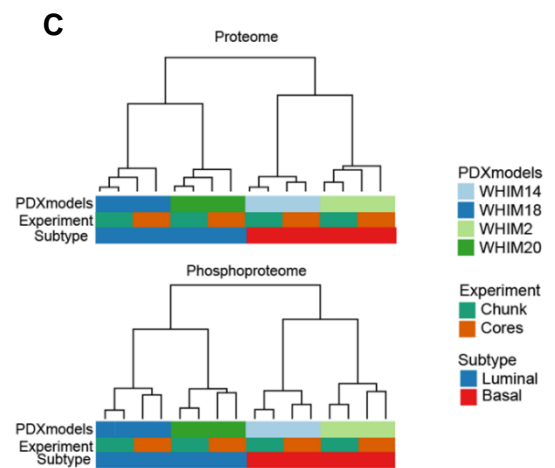 C
Proteome
PDXmodels
Experiment
Subtype
Phosphoproteome
PDXmodels
Experiment
Subtype
PDXmodels
WHIM14
WHIM18
WHIM2
WHIM20
Experiment
Chunk
Cores
Subtype
Luminal
Basal